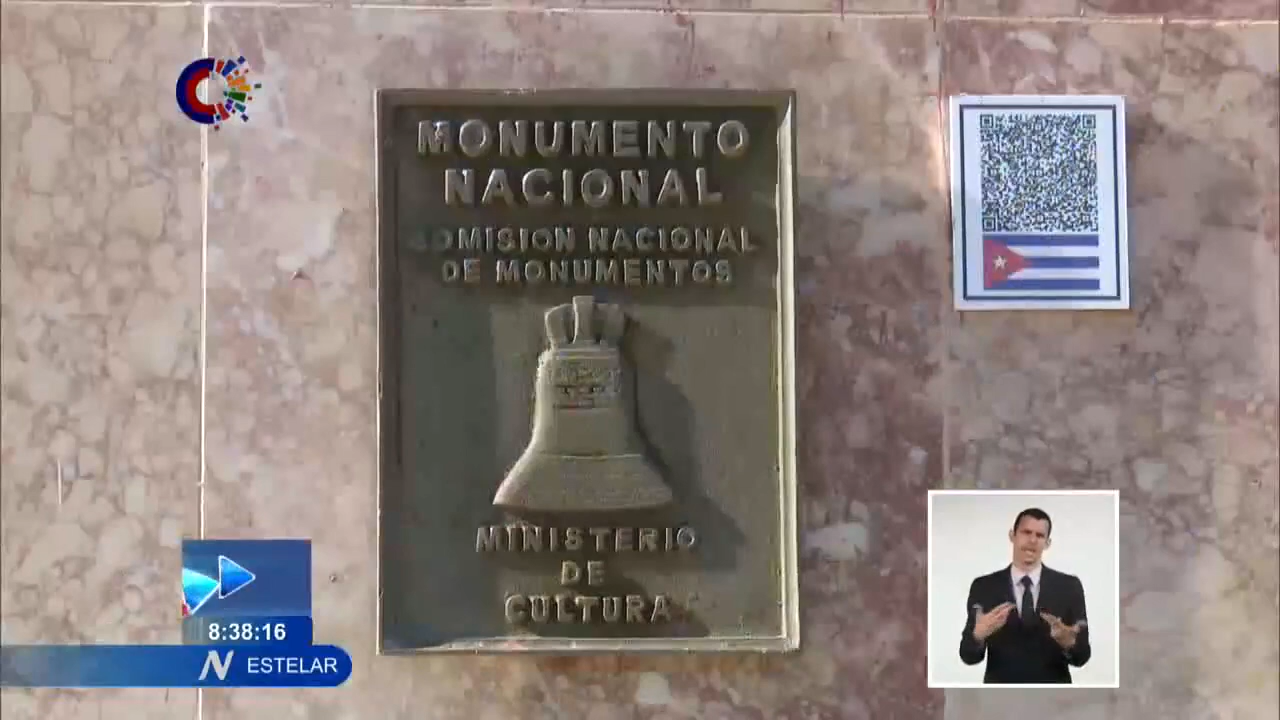 MONUMENTO
NACIONAL
COMISION NACIONAL
DE MONUMENTOS
MINISTERIO
DE
CULTURA
8:38:16
N ESTELAR